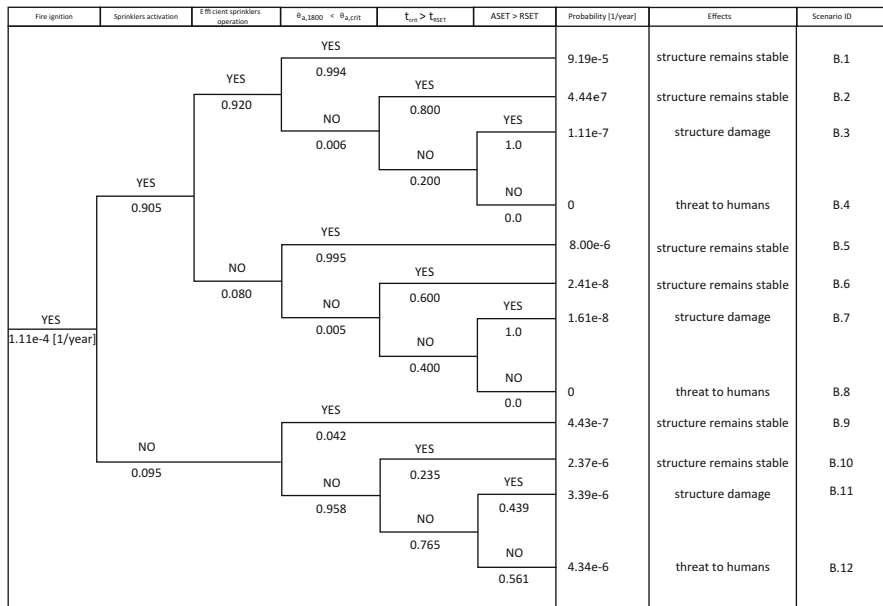 Fire ignition
Sprinklers activation
Efficient sprinklers
operation
θa,1800 < θa,crit
tcrit > tRSET
ASET > RSET
Probability [1/year]
Effects
Scenario ID
YES
0.994
9.19e-5
structure remains stable
B.1
YES
0.920
YES
0.800
4.44e7
structure remains stable
B.2
NO
0.006
YES
1.0
1.11e-7
structure damage
B.3
NO
0.200
YES
0.905
NO
0.0
0
threat to humans
B.4
YES
0.995
8.00e-6
structure remains stable
B.5
NO
0.080
YES
0.600
2.41e-8
structure remains stable
B.6
NO
0.005
YES
1.0
1.61e-8
structure damage
B.7
YES
1.11e-4 [1/year]
NO
0.400
NO
0.0
0
threat to humans
B.8
YES
0.042
4.43e-7
structure remains stable
B.9
NO
0.095
YES
0.235
2.37e-6
structure remains stable
B.10
NO
0.958
YES
0.439
3.39e-6
structure damage
B.11
NO
0.765
NO
0.561
4.34e-6
threat to humans
B.12